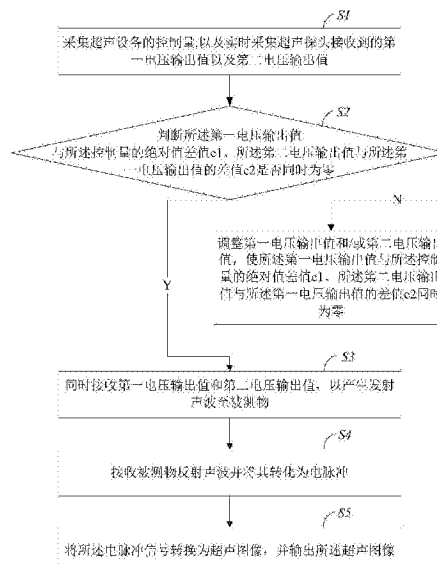 S1
采集超声设备的控制量,以及实时采集超声探头接收到的第
一电压输出值以及第二电压输出值
S2
判断所述第一电压输出值
与所述控制量的绝对值差值e1、所述第二电压输出值与所述第
一电压输出值的差值e2是否同时为零
N
调整第一电压输出值和/或第二电压输出
值，使所述第一电压输出值与所述控制
量的绝对值差值e1、所述第二电压输出
值与所述第一电压输出值的差值e2同时
为零
Y
S3
同时接收第一电压输出值和第二电压输出值，以产生发射
声波至被测物
S4
接收被测物反射声波并将其转化为电脉冲
S5
将所述电脉冲信号转换为超声图像，并输出所述超声图像